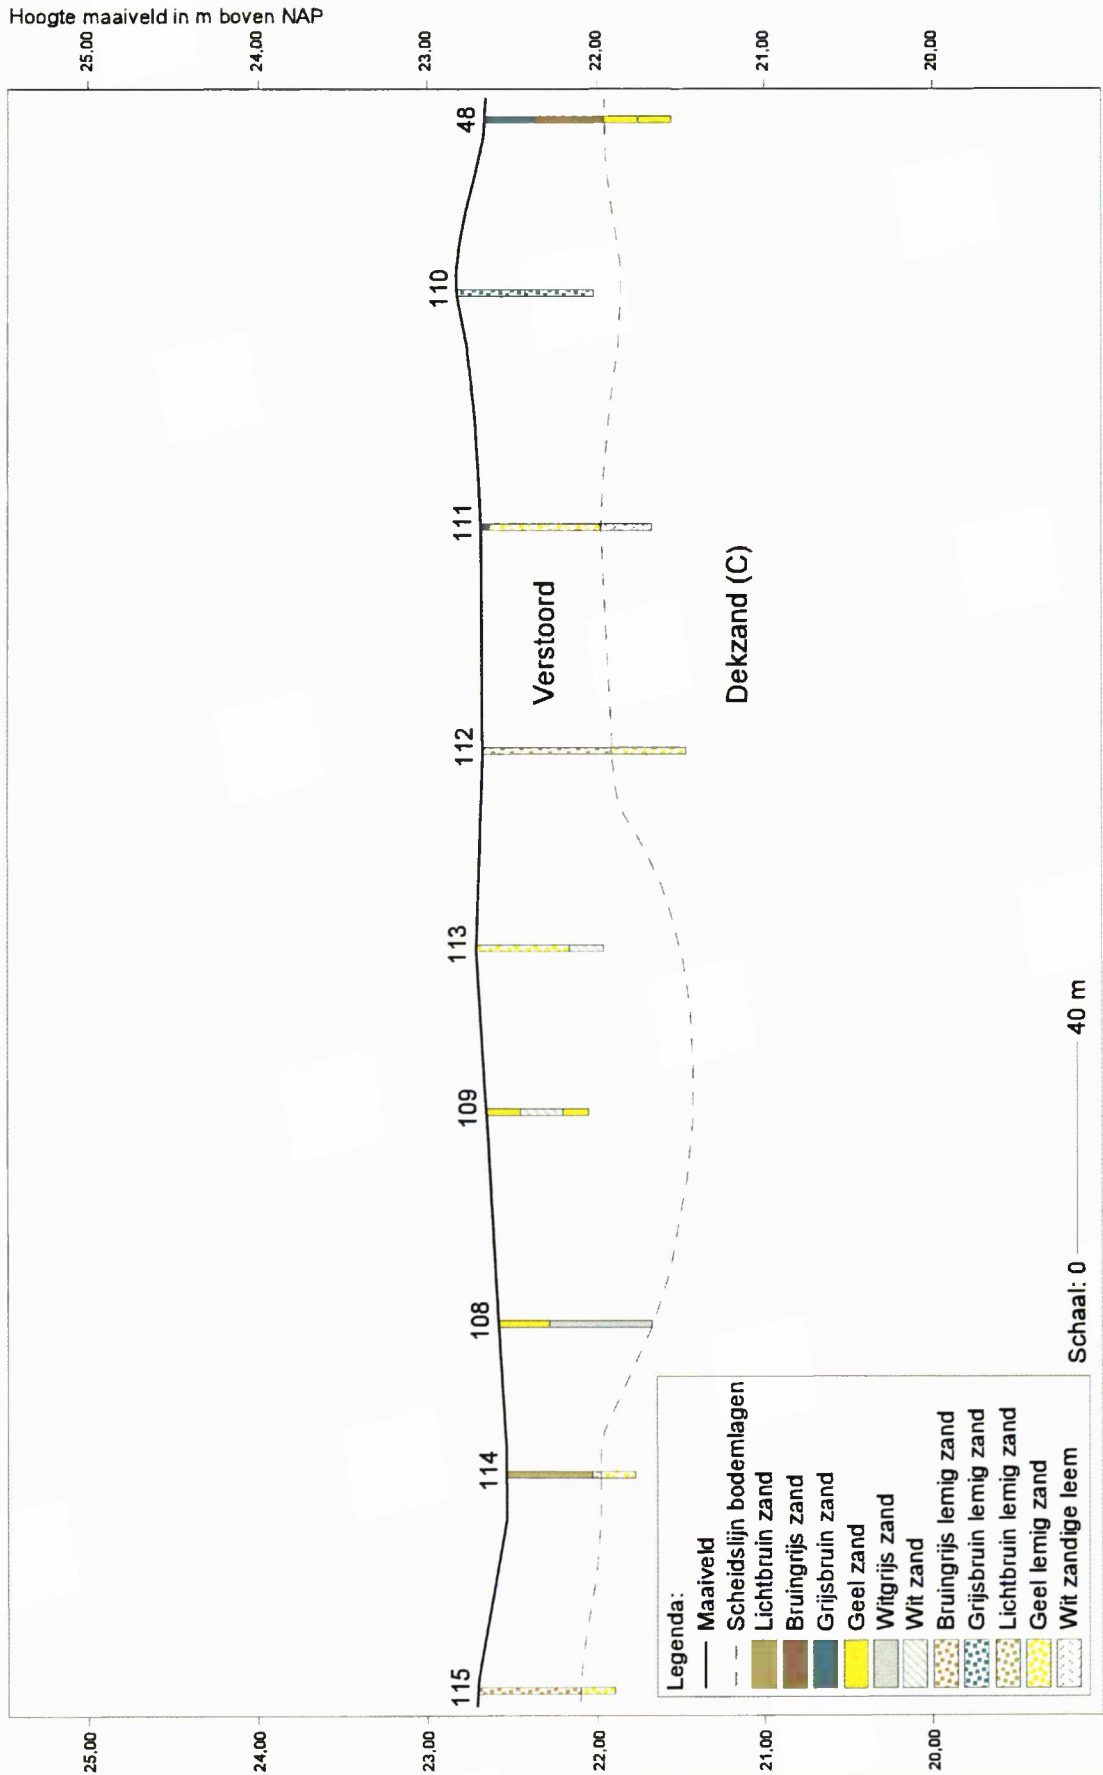 Hoogte maaiveld in m boven NAP
25,00
24,00
23,00
22,00
21,00
20,00
115
114
108
109
113
112
111
110
48
Verstoord
Dekzand (C)
25,00
24,00
23,00
22,00
21,00
20,00
Legenda:
Maaiveld
Scheidslijn bodemlagen
Lichtbruin zand
Bruingrijs zand
Grijsbruin zand
Geel zand
Witgrijs zand
Wit zand
Bruingrijs lemig zand
Grijsbruin lemig zand
Lichtbruin lemig zand
Geel lemig zand
Wit zandige leem
Schaal: 0 40 m